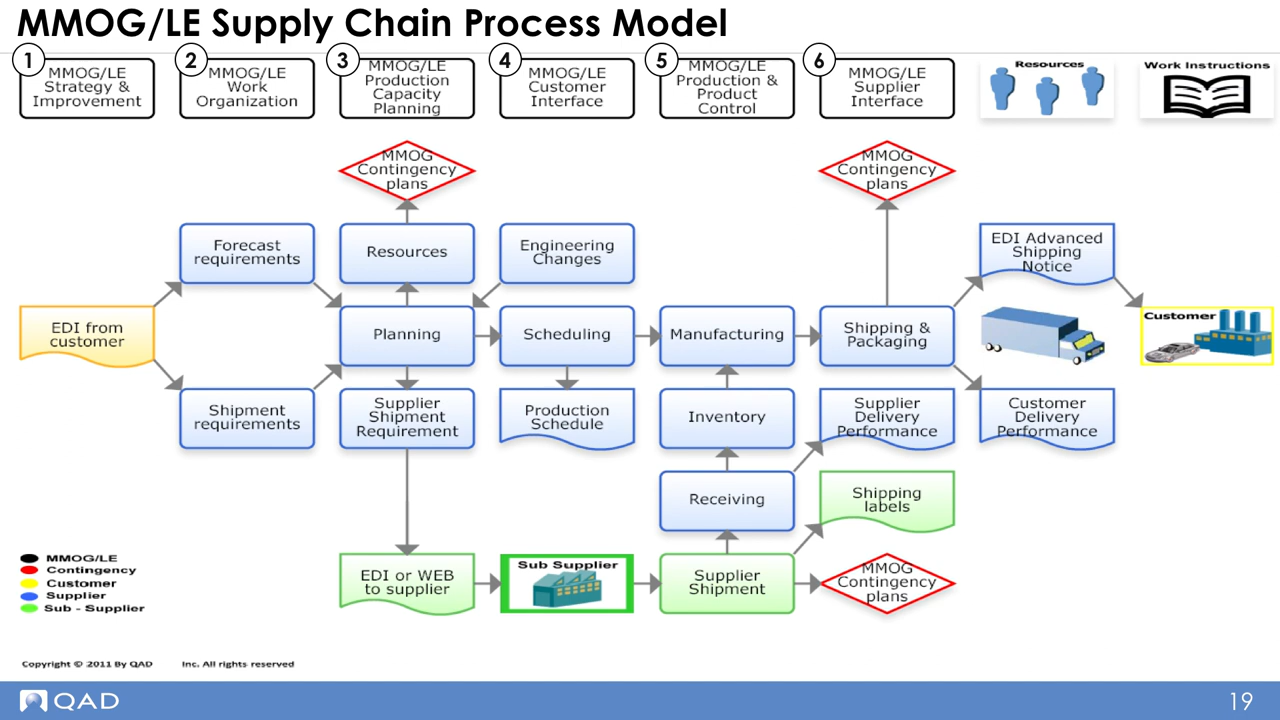 MMOG/LE Supply Chain Process Model
1
MMOG/LE
Strategy &
Improvement
2
MMOG/LE
Work
Organization
3
MMOG/LE
Production
Capacity
Planning
4
MMOG/LE
Customer
Interface
5
MMOG/LE
Production &
Product
Control
6
MMOG/LE
Supplier
Interface
Resources
Work Instructions
MMOG
Contingency
plans
MMOG
Contingency
plans
Forecast
requirements
Resources
Engineering
Changes
EDI Advanced
Shipping
Notice
EDI from
customer
Planning
Scheduling
Manufacturing
Shipping &
Packaging
Customer
Shipment
requirements
Supplier
Shipment
Requirement
Production
Schedule
Inventory
Supplier
Delivery
Performance
Customer
Delivery
Performance
Receiving
Shipping
labels
EDI or WEB
to supplier
Sub Supplier
Supplier
Shipment
MMOG
Contingency
plans
MMOG/LE
Contingency
Customer
Supplier
Sub - Supplier
Copyright © 2011 By QAD Inc. All rights reserved
QAD
19